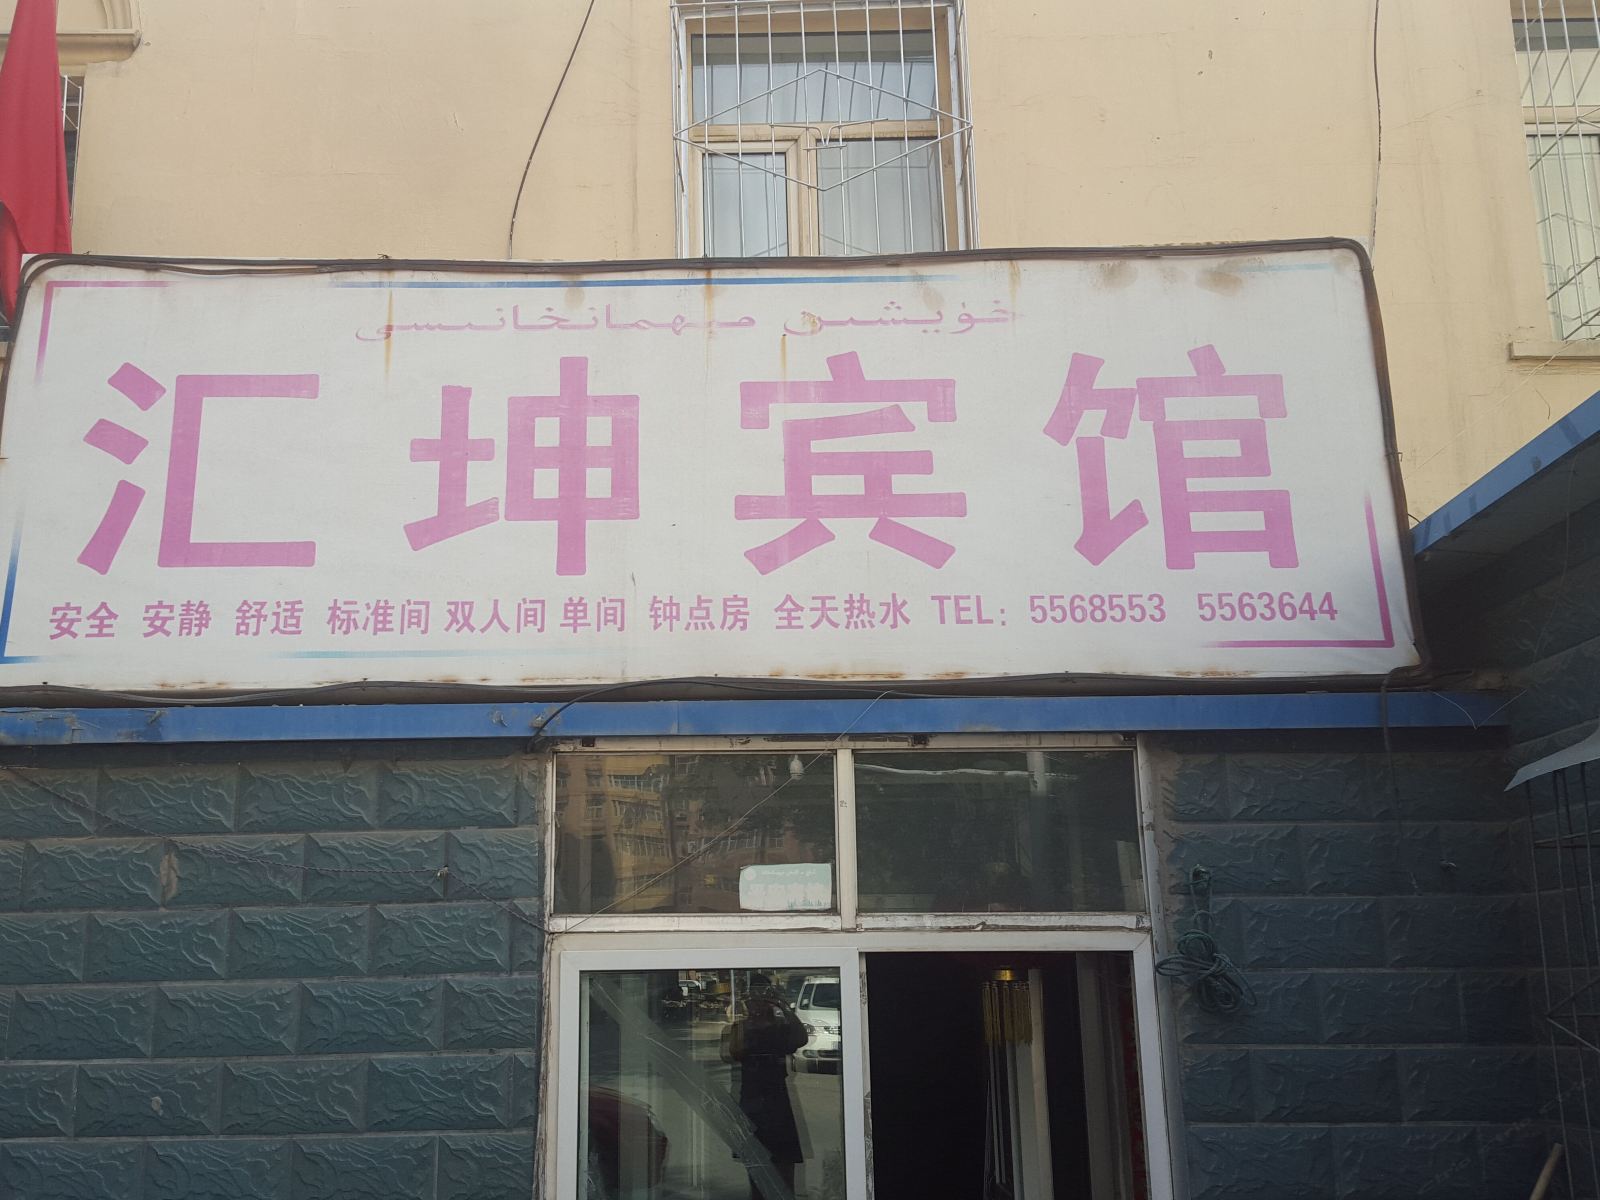 خۇيشىن مېھمانخانىسى
汇坤宾馆
安全 安静 舒适 标准间 双人间 单间 钟点房 全天热水 TEL: 5568553 5563644